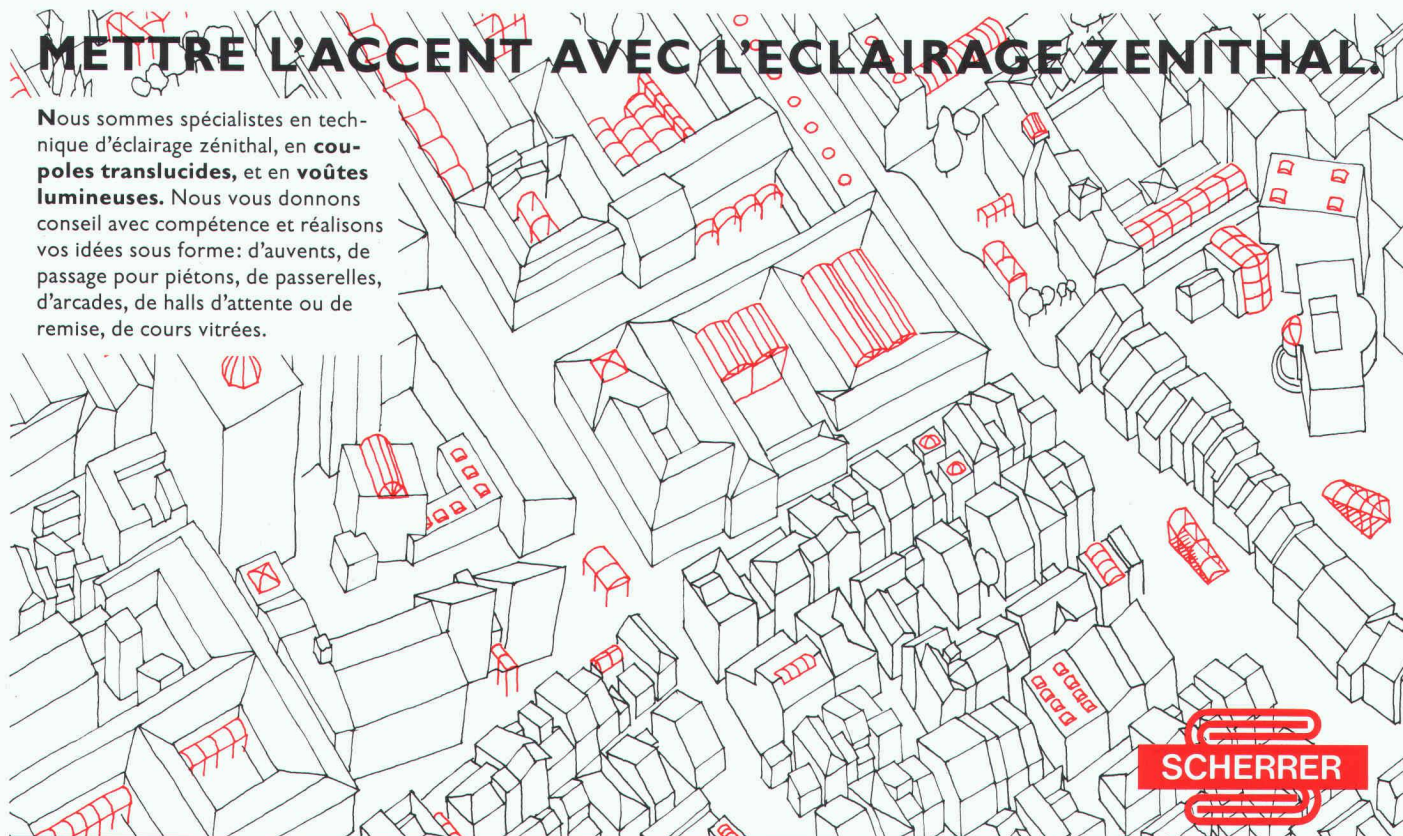 METTRE L'ACCENT AVEC L'ECLAIRAGE ZENITHAL.
Nous sommes spécialistes en tech-
nique d'éclairage zénithal, en cou-
poles translucides, et en voûtes
lumineuses. Nous vous donnons
conseil avec compétence et réalisons
vos idées sous forme: d'auvents, de
passage pour piétons, de passerelles,
d'arcades, de halls d'attente ou de
remise, de cours vitrées.
SCHERRER